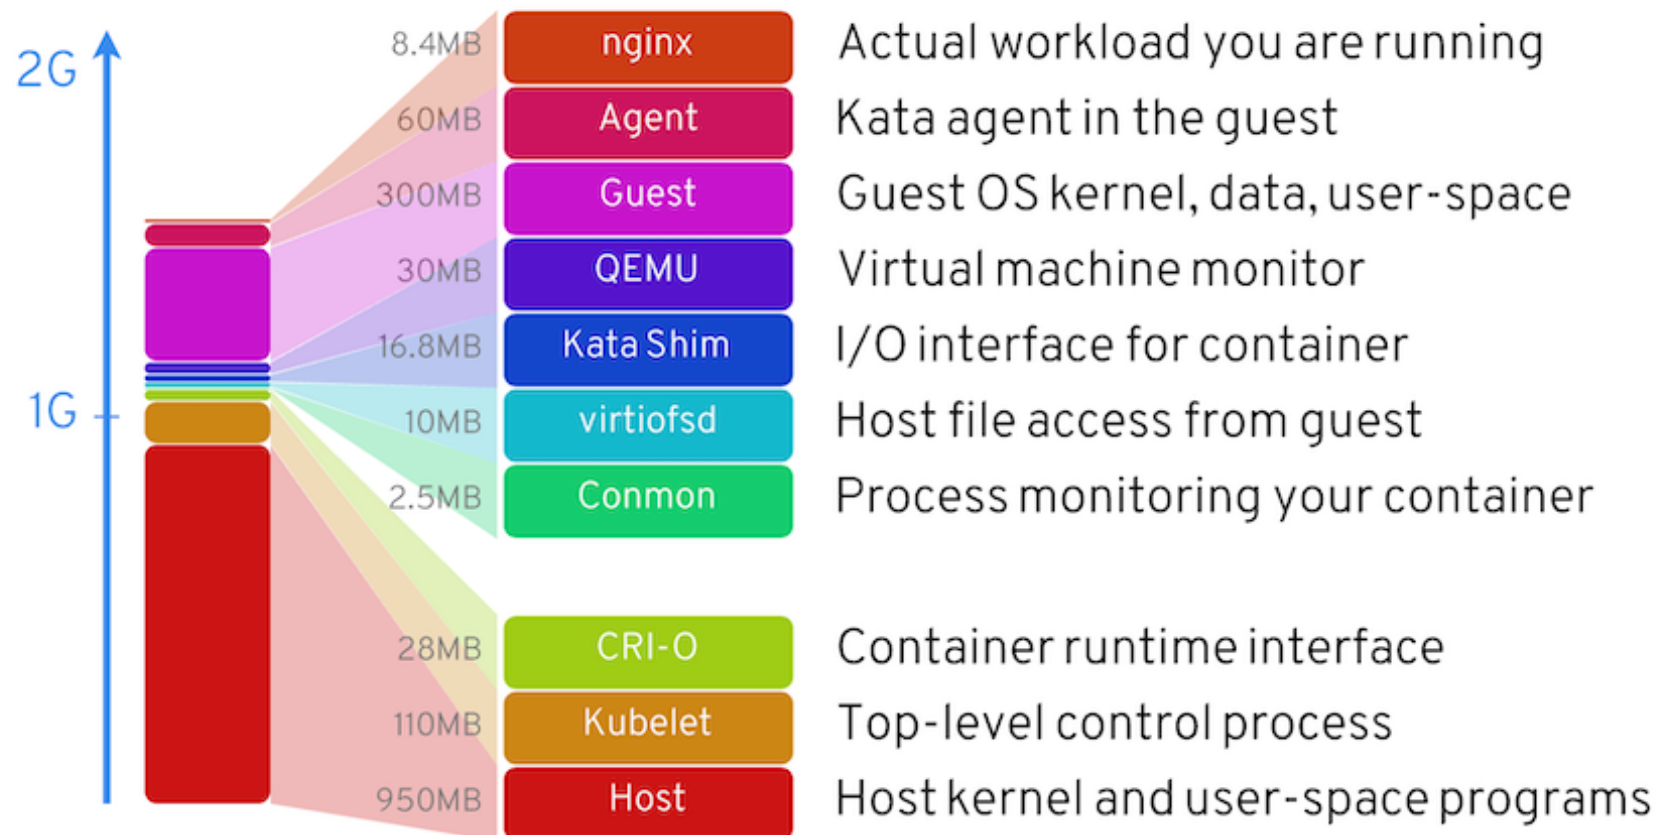 2G
1G
8.4MB nginx Actual workload you are running
60MB Agent Kata agent in the guest
300MB Guest Guest OS kernel, data, user-space
30MB QEMU Virtual machine monitor
16.8MB Kata Shim I/O interface for container
10MB virtiofsd Host file access from guest
2.5MB Conmon Process monitoring your container
28MB CRI-O Container runtime interface
110MB Kubelet Top-level control process
950MB Host Host kernel and user-space programs